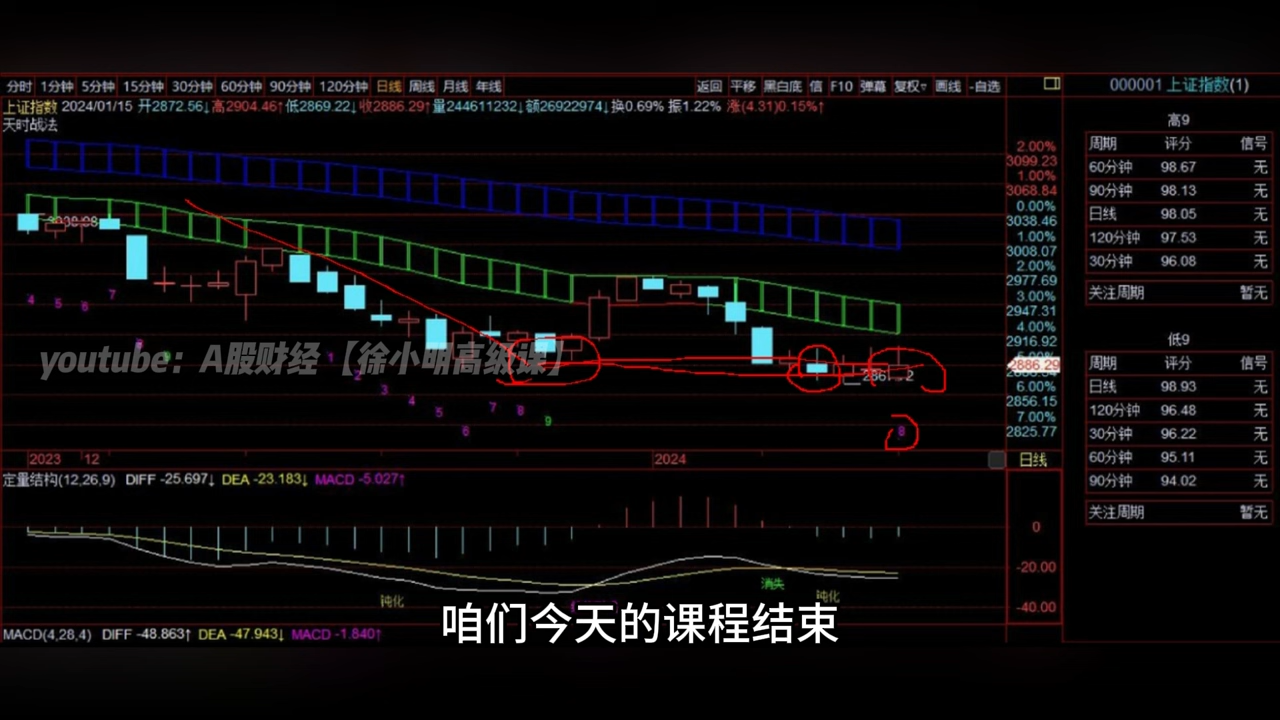 分时 1分钟 5分钟 15分钟 30分钟 60分钟 90分钟 120分钟 日线 周线 月线 年线 返回 平移 黑白底 信 F10 弹幕 复权▿ 画线 -自选
000001 上证指数(1)
上证指数 2024/01/15 开2872.56↓高2904.46↑低2869.22↓收2886.29↑量244611232↓额26922974↓换0.69% 振1.22% 涨(4.31)0.15%↑
天时战法
2.00%
3099.23
1.00%
3068.84
0.00%
3038.46
1.00%
3008.07
2.00%
2977.69
3.00%
2947.31
4.00%
2916.92
2886.29
6.00%
2856.15
7.00%
2825.77
4 5 6 7 8 9
1 2 3 4 5 6 7 8 9
8
youtube：A股财经【徐小明高级课】
2023 12 2024 日线
高9
周期 评分 信号
60分钟 98.67 无
90分钟 98.13 无
日线 98.05 无
120分钟 97.53 无
30分钟 96.08 无
关注周期 暂无
低9
周期 评分 信号
日线 98.93 无
120分钟 96.48 无
30分钟 96.22 无
60分钟 95.11 无
90分钟 94.02 无
关注周期 暂无
定量结构(12,26,9) DIFF -25.697↓ DEA -23.183↓ MACD -5.027↑
0
-20.00
-40.00
钝化
消失
钝化
MACD(4,28,4) DIFF -48.863↑ DEA -47.943↓ MACD -1.840↑
咱们今天的课程结束